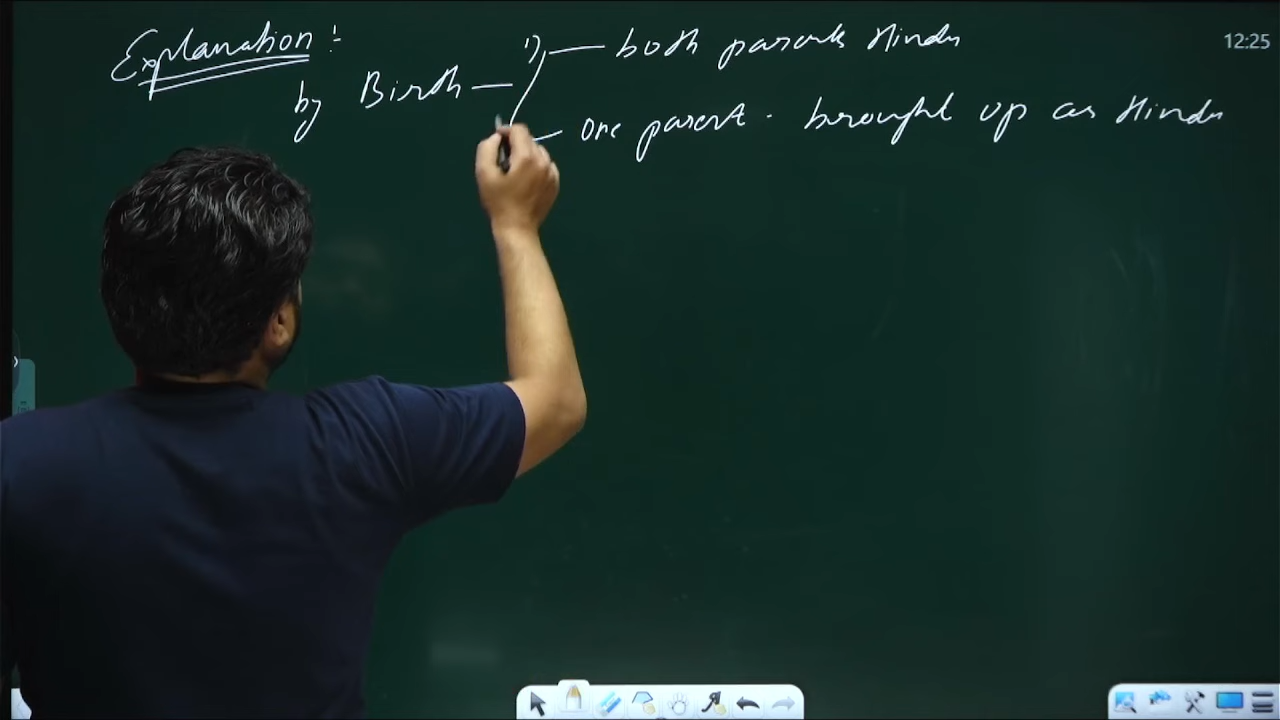 Explanation :-
1) — both parents Hindu
12:25
by Birth —
— One parent . brought up as Hindu